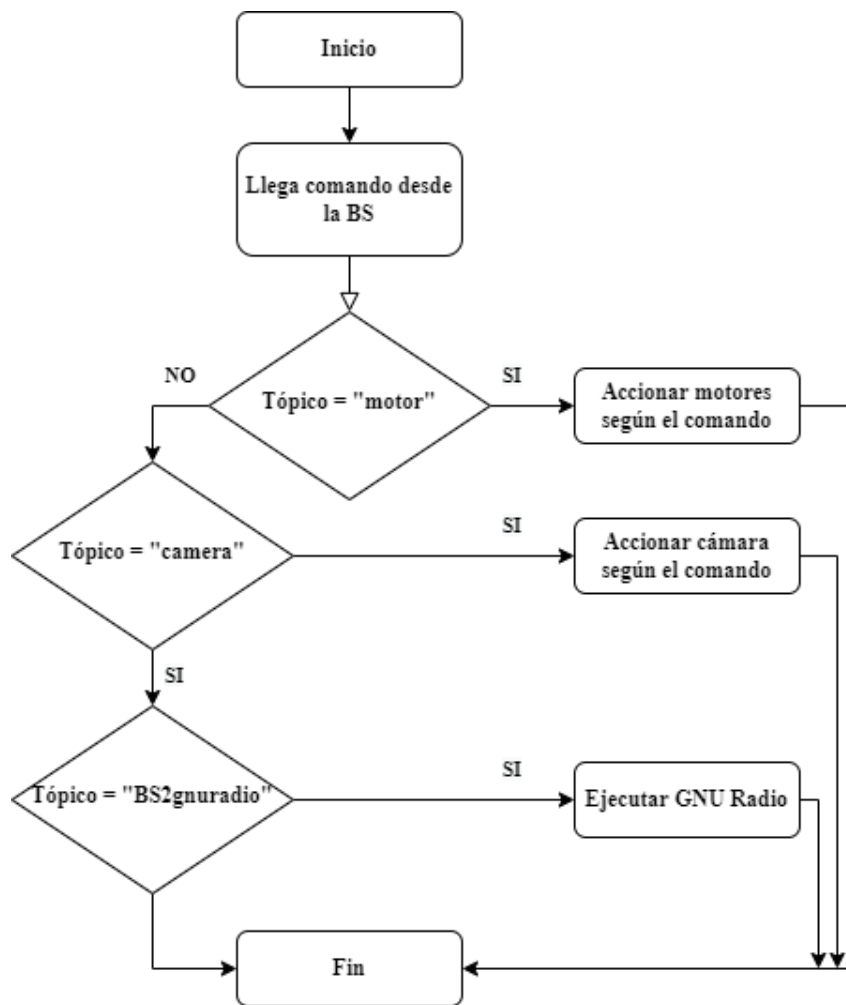 Inicio
Llega comando desde
la BS
NO
SI
Tópico = "motor"
Accionar motores
según el comando
SI
Tópico = "camera"
Accionar cámara
según el comando
SI
SI
Tópico = "BS2gnuradio"
Ejecutar GNU Radio
Fin